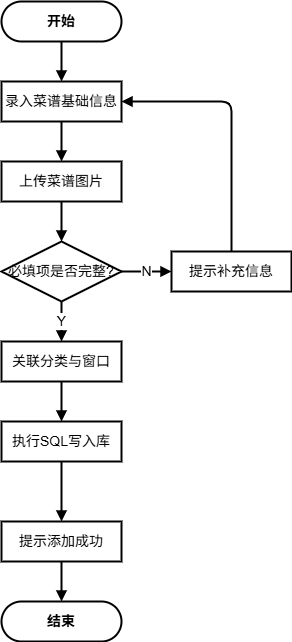 开始
录入菜谱基础信息
上传菜谱图片
必填项是否完整?
N
提示补充信息
Y
关联分类与窗口
执行SQL写入库
提示添加成功
结束